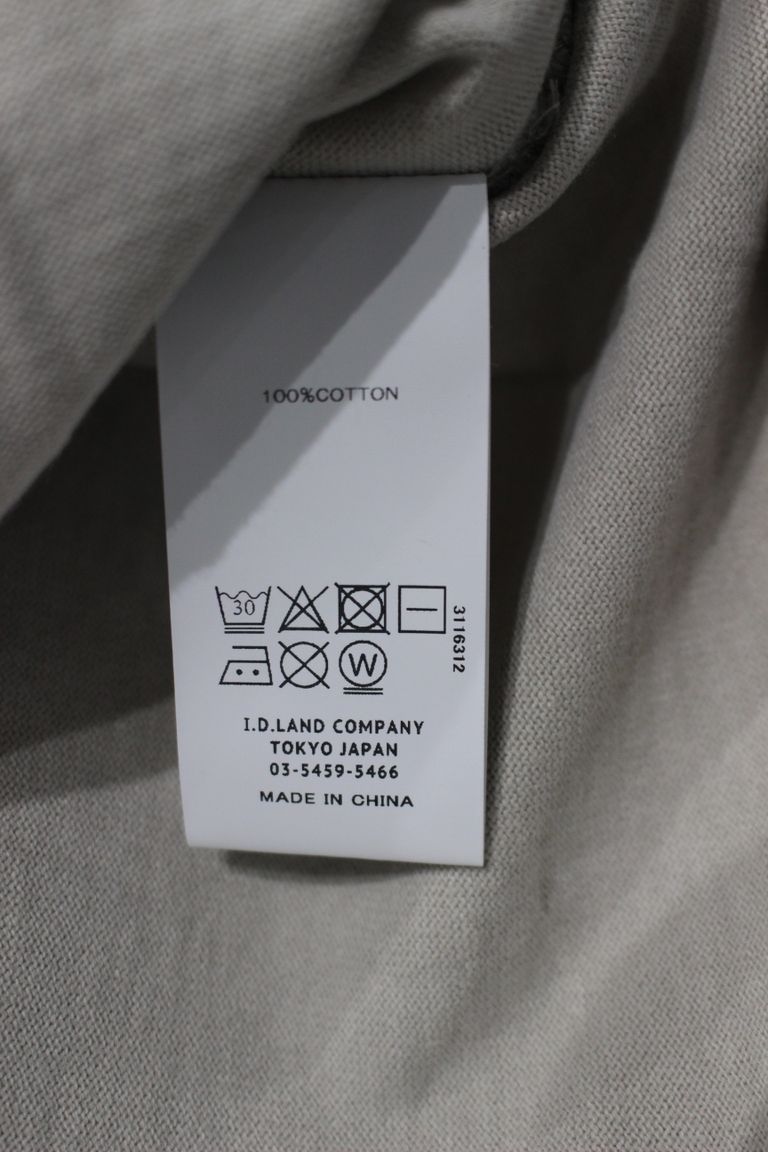 100%COTTON
30
3116312
W
I.D.LAND COMPANY
TOKYO JAPAN
03-5459-5466
MADE IN CHINA